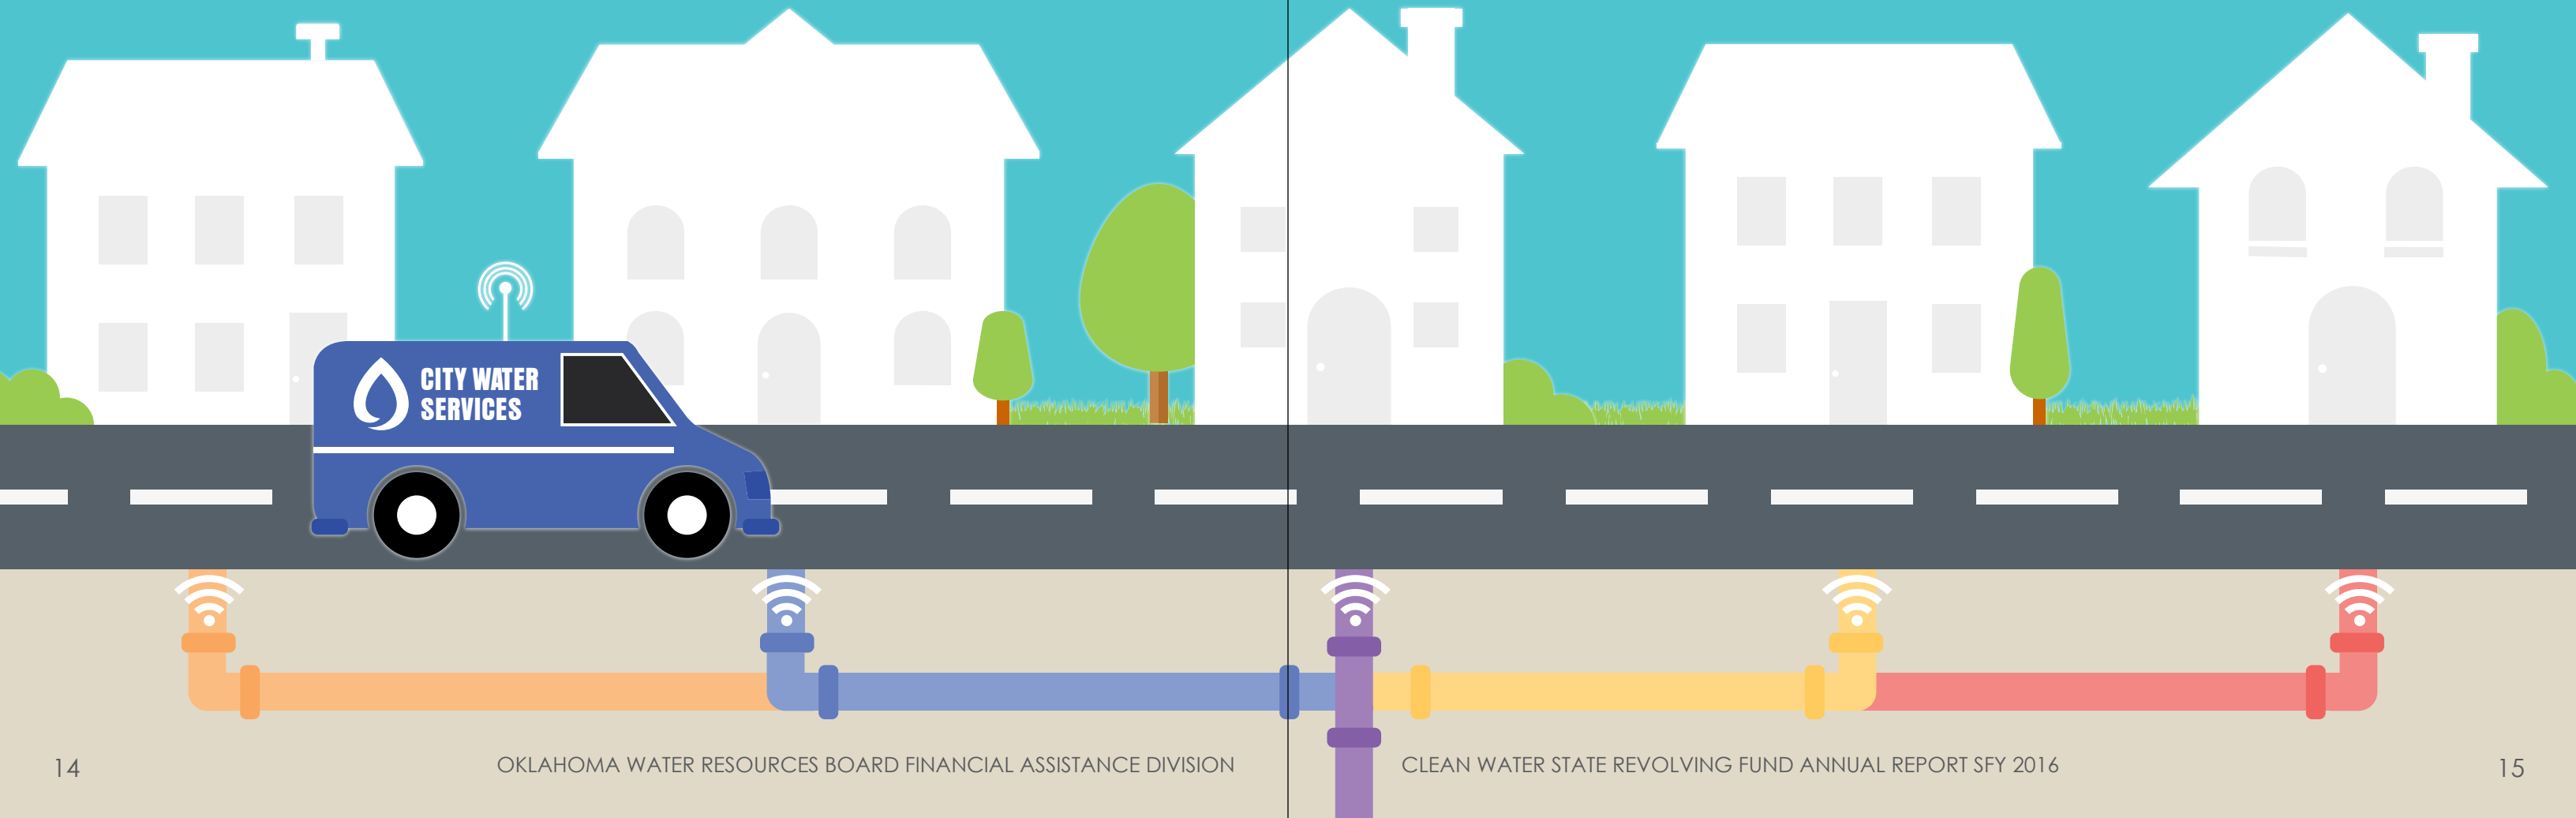 CITY WATER
SERVICES
14
OKLAHOMA WATER RESOURCES BOARD FINANCIAL ASSISTANCE DIVISION
CLEAN WATER STATE REVOLVING FUND ANNUAL REPORT SFY 2016
15